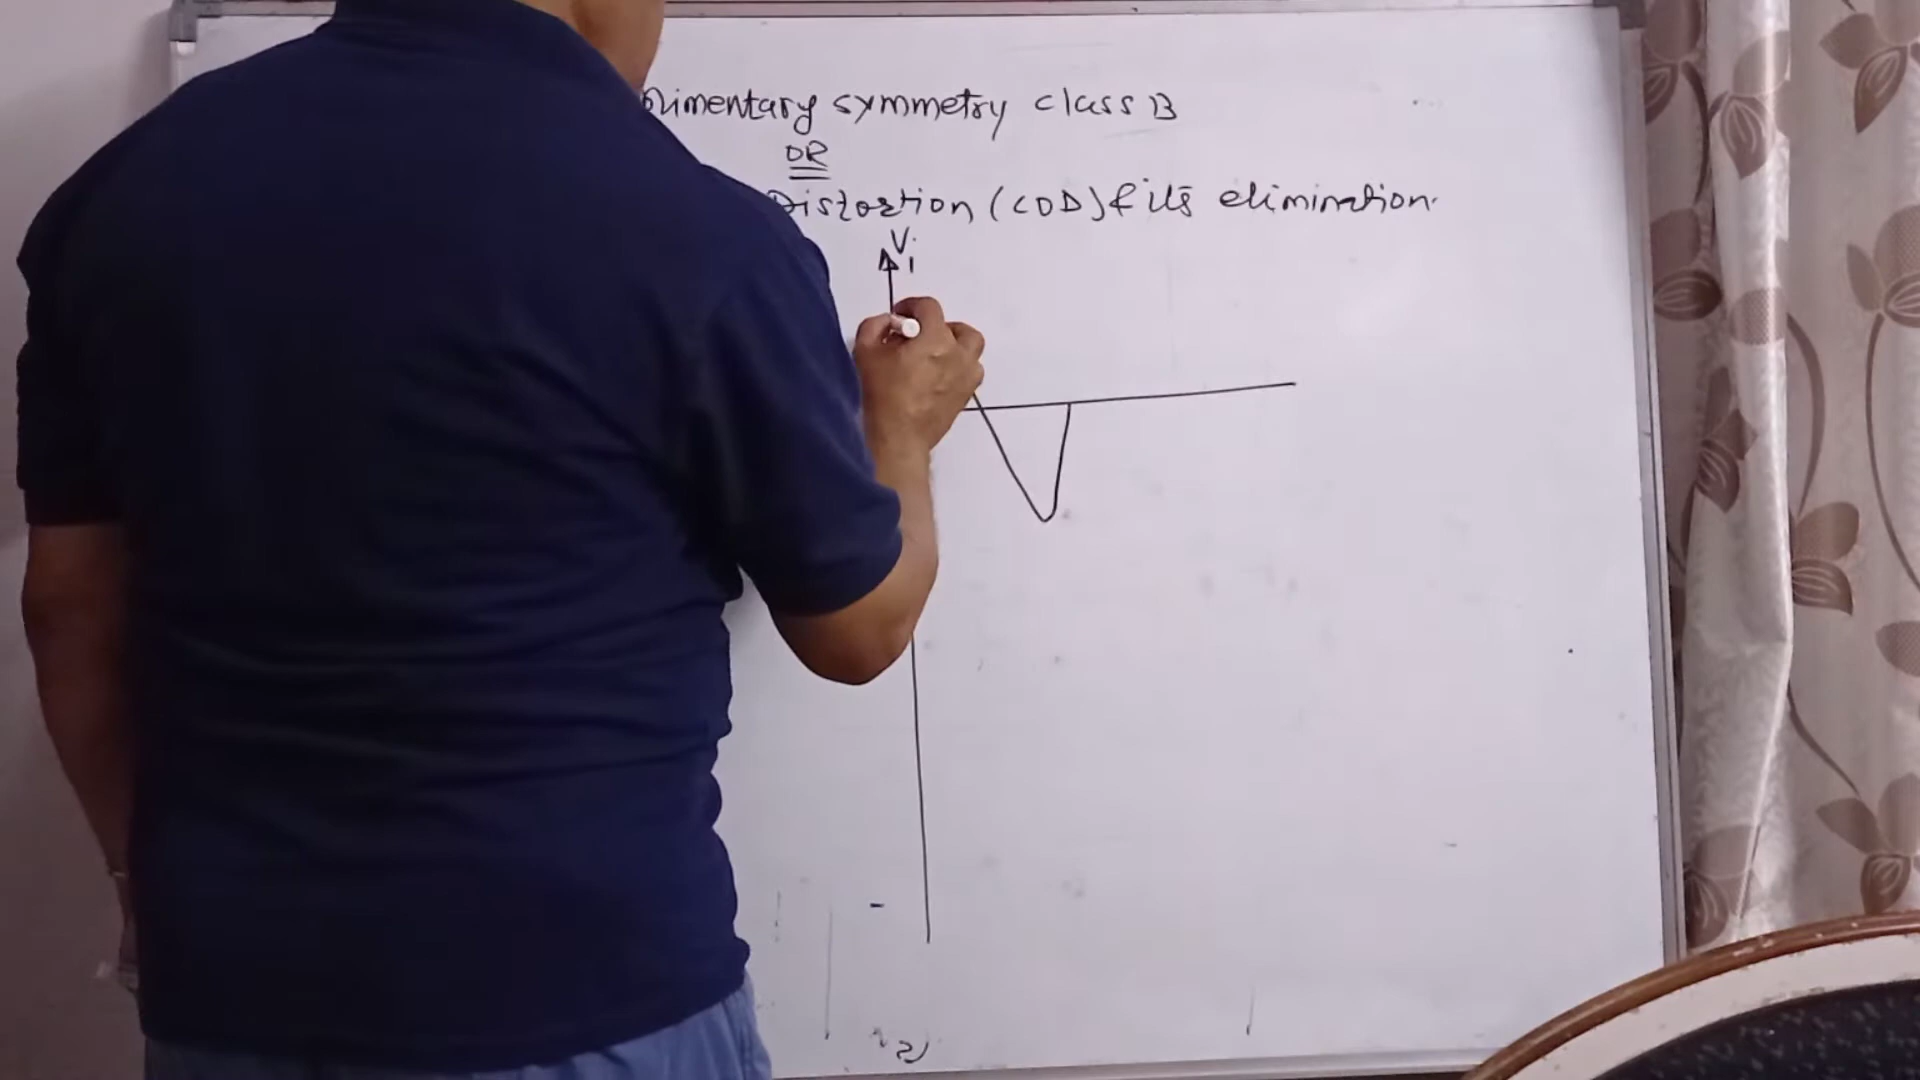 limentary symmetry class B
OR
Distortion (COD) & its elimination.
Vi